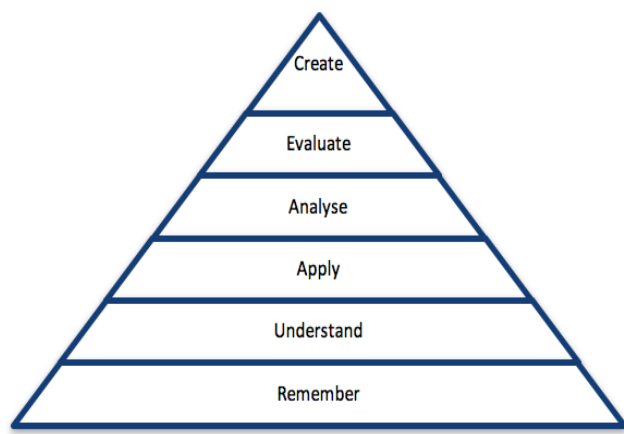 Create
Evaluate
Analyse
Apply
Understand
Remember